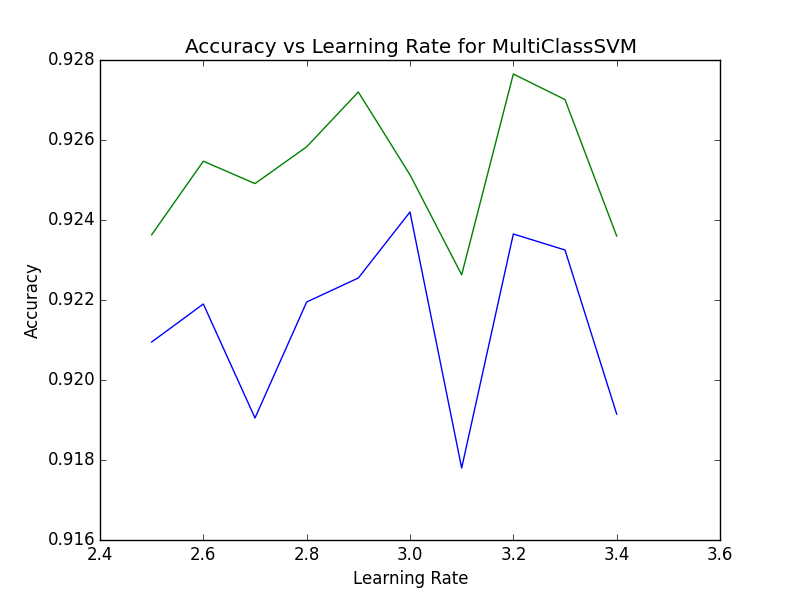 Accuracy vs Learning Rate for MultiClassSVM
0.928
0.926
0.924
0.922
0.920
0.918
0.916
Accuracy
2.4 2.6 2.8 3.0 3.2 3.4 3.6
Learning Rate